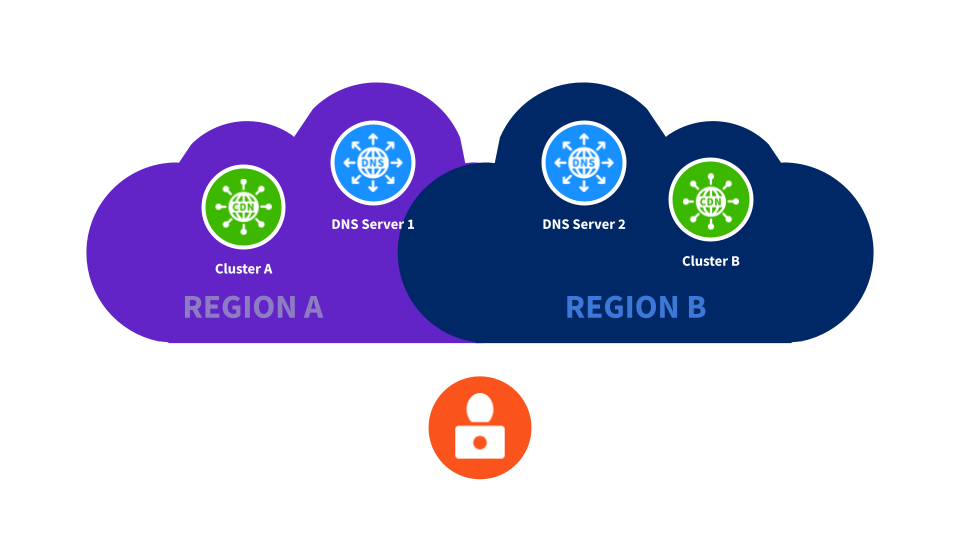 DNS
DNS
CDN
CDN
DNS Server 1
DNS Server 2
Cluster A
Cluster B
REGION A
REGION B